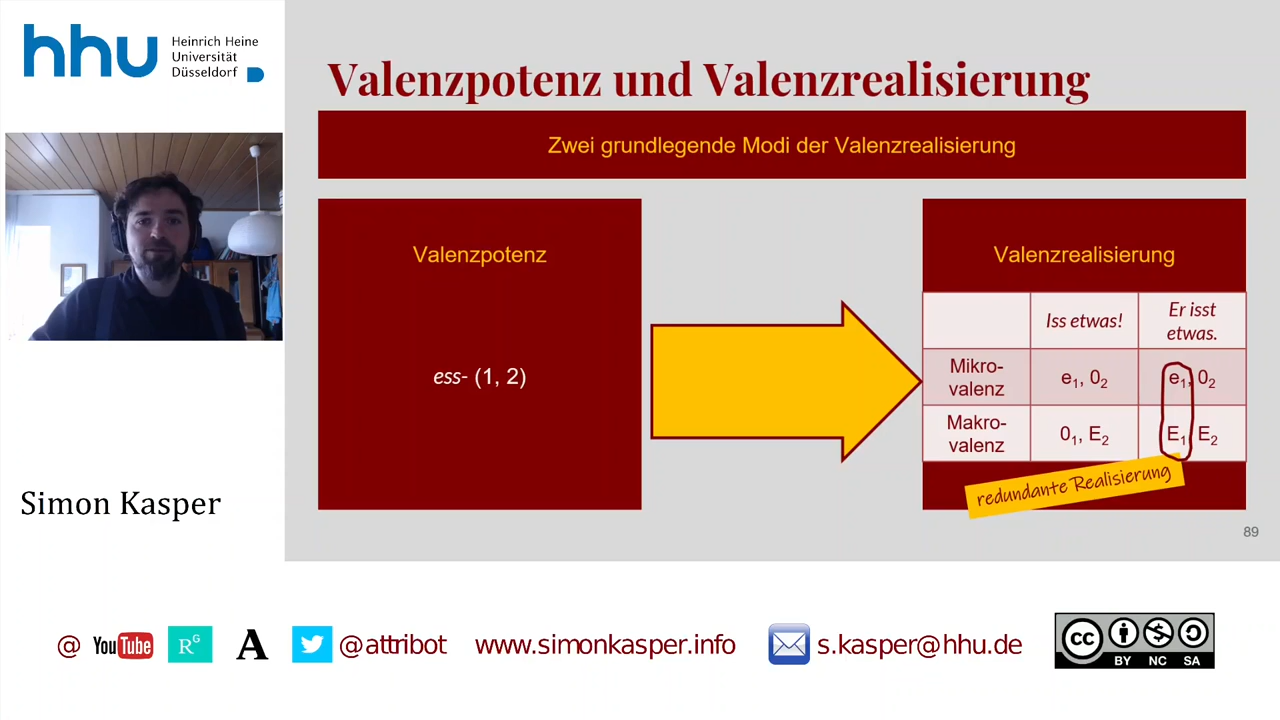 hhu Heinrich Heine
Universität
Düsseldorf
Simon Kasper
Valenzpotenz und Valenzrealisierung
Zwei grundlegende Modi der Valenzrealisierung
Valenzpotenz
ess- (1, 2)
Valenzrealisierung
Iss etwas!
Er isst
etwas.
Mikro-
valenz
e₁, 0₂
e₁, 0₂
Makro-
valenz
0₁, E₂
E₁, E₂
redundante Realisierung
89
@ YouTube RG A @attribot www.simonkasper.info s.kasper@hhu.de
cc BY NC SA